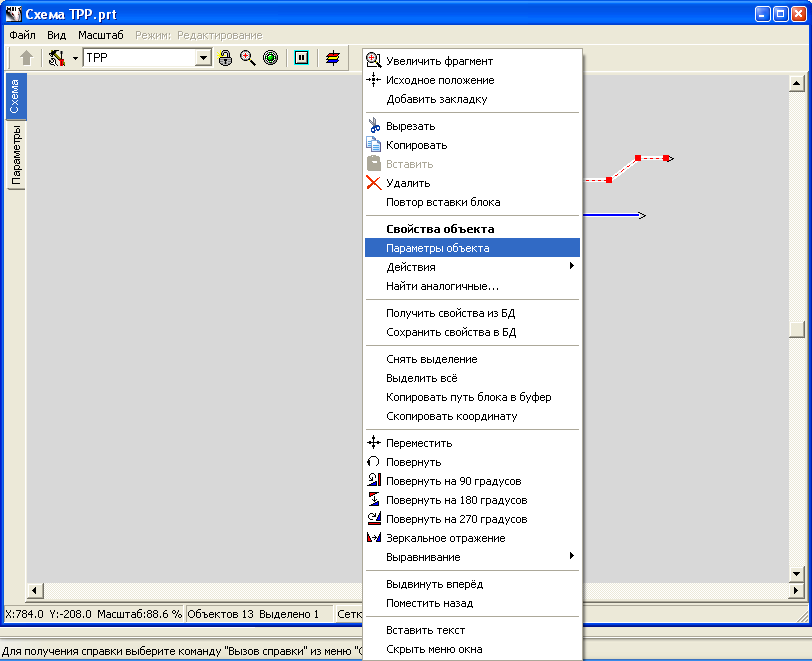 Схема TPP.prt
Файл Вид Масштаб Режим: Редактирование
TPP
Схема
Параметры
Увеличить фрагмент
Исходное положение
Добавить закладку
Вырезать
Копировать
Вставить
Удалить
Повтор вставки блока
Свойства объекта
Параметры объекта
Действия
Найти аналогичные...
Получить свойства из БД
Сохранить свойства в БД
Снять выделение
Выделить всё
Копировать путь блока в буфер
Скопировать координату
Переместить
Повернуть
Повернуть на 90 градусов
Повернуть на 180 градусов
Повернуть на 270 градусов
Зеркальное отражение
Выравнивание
Выдвинуть вперёд
Поместить назад
Вставить текст
Скрыть меню окна
X:784.0 Y:-208.0 Масштаб:88.6 % Объектов 13 Выделено 1 Сетк
Для получения справки выберите команду "Вызов справки" из меню "